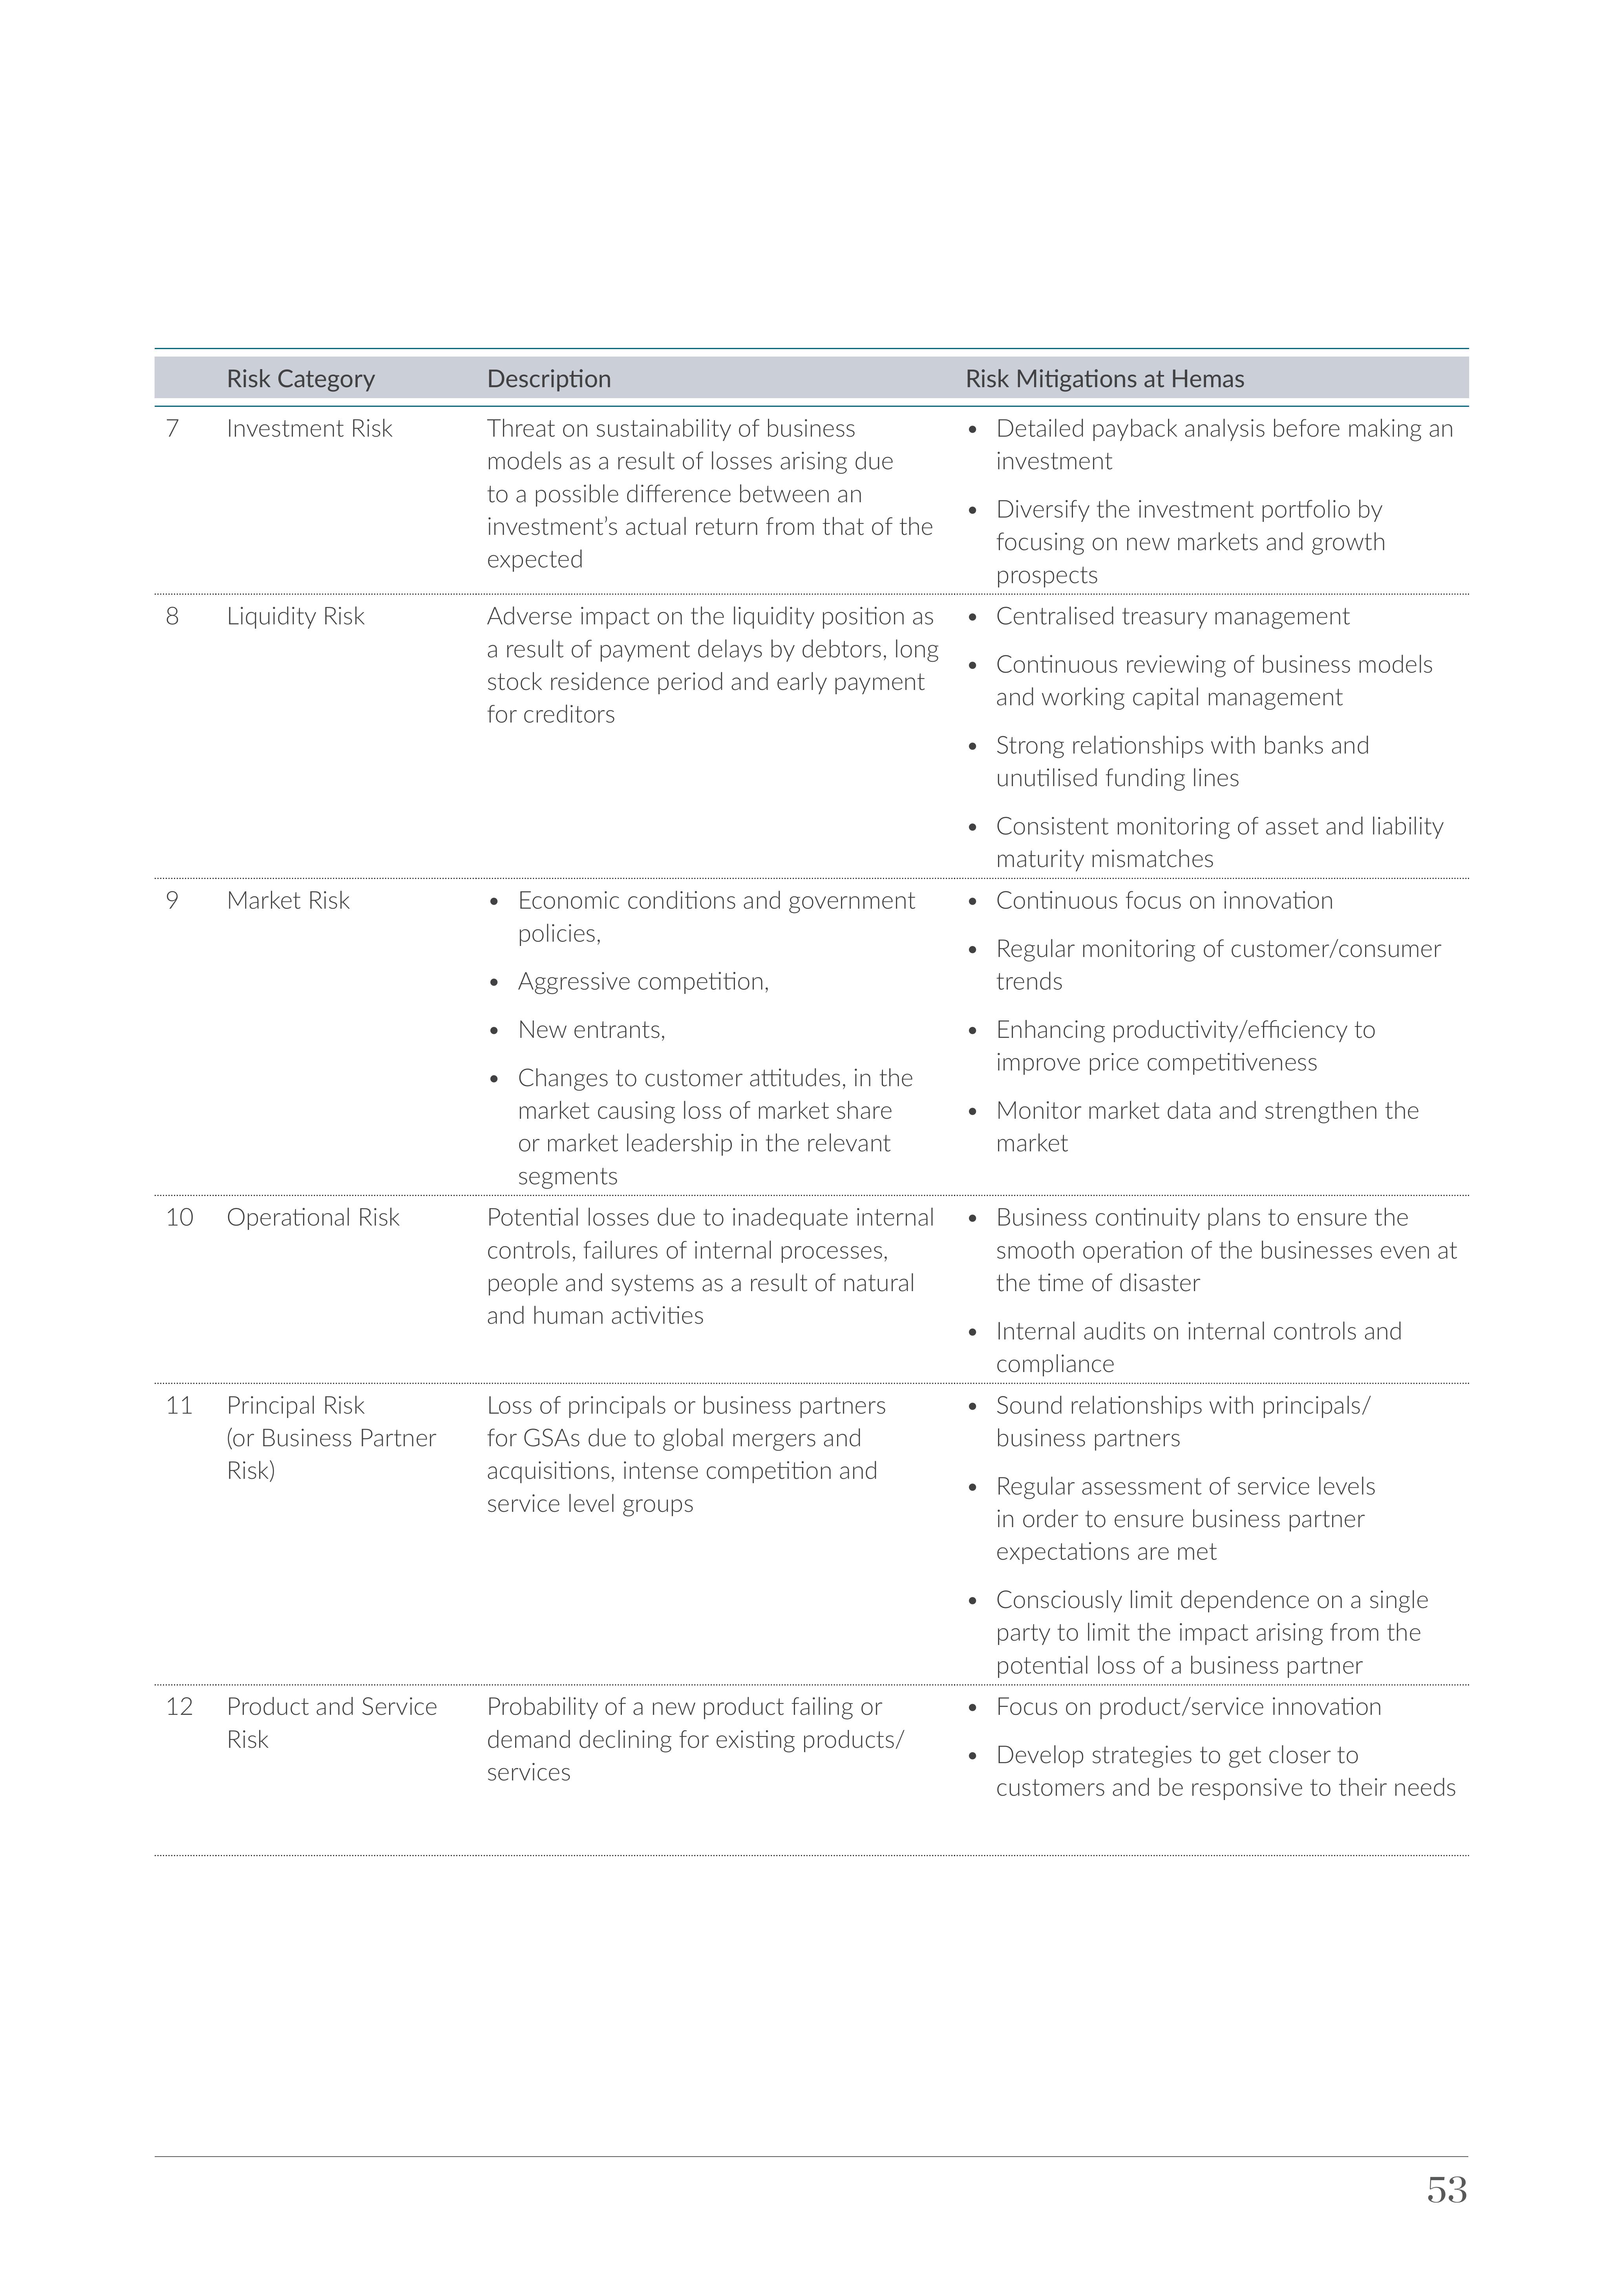 Risk Category Description Risk Mitigations at Hemas
7 Investment Risk
Threat on sustainability of business
models as a result of losses arising due
to a possible difference between an
investment’s actual return from that of the
expected
• Detailed payback analysis before making an
investment
• Diversify the investment portfolio by
focusing on new markets and growth
prospects
8 Liquidity Risk
Adverse impact on the liquidity position as
a result of payment delays by debtors, long
stock residence period and early payment
for creditors
• Centralised treasury management
• Continuous reviewing of business models
and working capital management
• Strong relationships with banks and
unutilised funding lines
• Consistent monitoring of asset and liability
maturity mismatches
9 Market Risk
• Economic conditions and government
policies,
• Aggressive competition,
• New entrants,
• Changes to customer attitudes, in the
market causing loss of market share
or market leadership in the relevant
segments
• Continuous focus on innovation
• Regular monitoring of customer/consumer
trends
• Enhancing productivity/efficiency to
improve price competitiveness
• Monitor market data and strengthen the
market
10 Operational Risk
Potential losses due to inadequate internal
controls, failures of internal processes,
people and systems as a result of natural
and human activities
• Business continuity plans to ensure the
smooth operation of the businesses even at
the time of disaster
• Internal audits on internal controls and
compliance
11 Principal Risk
(or Business Partner
Risk)
Loss of principals or business partners
for GSAs due to global mergers and
acquisitions, intense competition and
service level groups
• Sound relationships with principals/
business partners
• Regular assessment of service levels
in order to ensure business partner
expectations are met
• Consciously limit dependence on a single
party to limit the impact arising from the
potential loss of a business partner
12 Product and Service
Risk
Probability of a new product failing or
demand declining for existing products/
services
• Focus on product/service innovation
• Develop strategies to get closer to
customers and be responsive to their needs
53